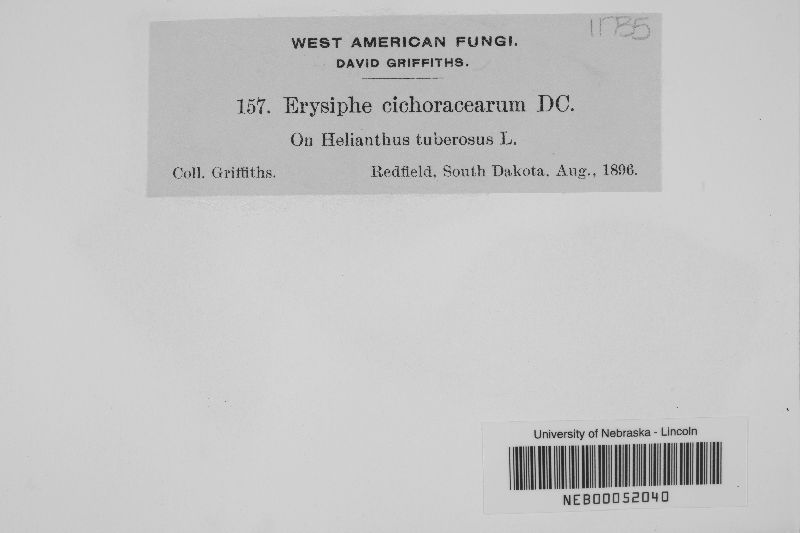 WEST AMERICAN FUNGI.
DAVID GRIFFITHS.
157. Erysiphe cichoracearum DC.
On Helianthus tuberosus L.
Coll. Griffiths. Redfield, South Dakota, Aug., 1896.
University of Nebraska - Lincoln
NEB00052040